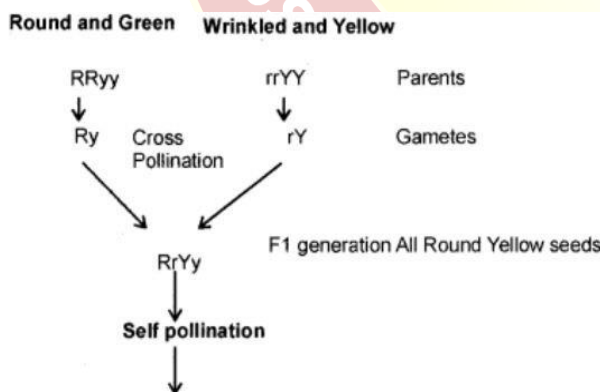 Round and Green Wrinkled and Yellow
RRyy rrYY Parents
Ry Cross Pollination rY Gametes
F1 generation All Round Yellow seeds
RrYy
Self pollination